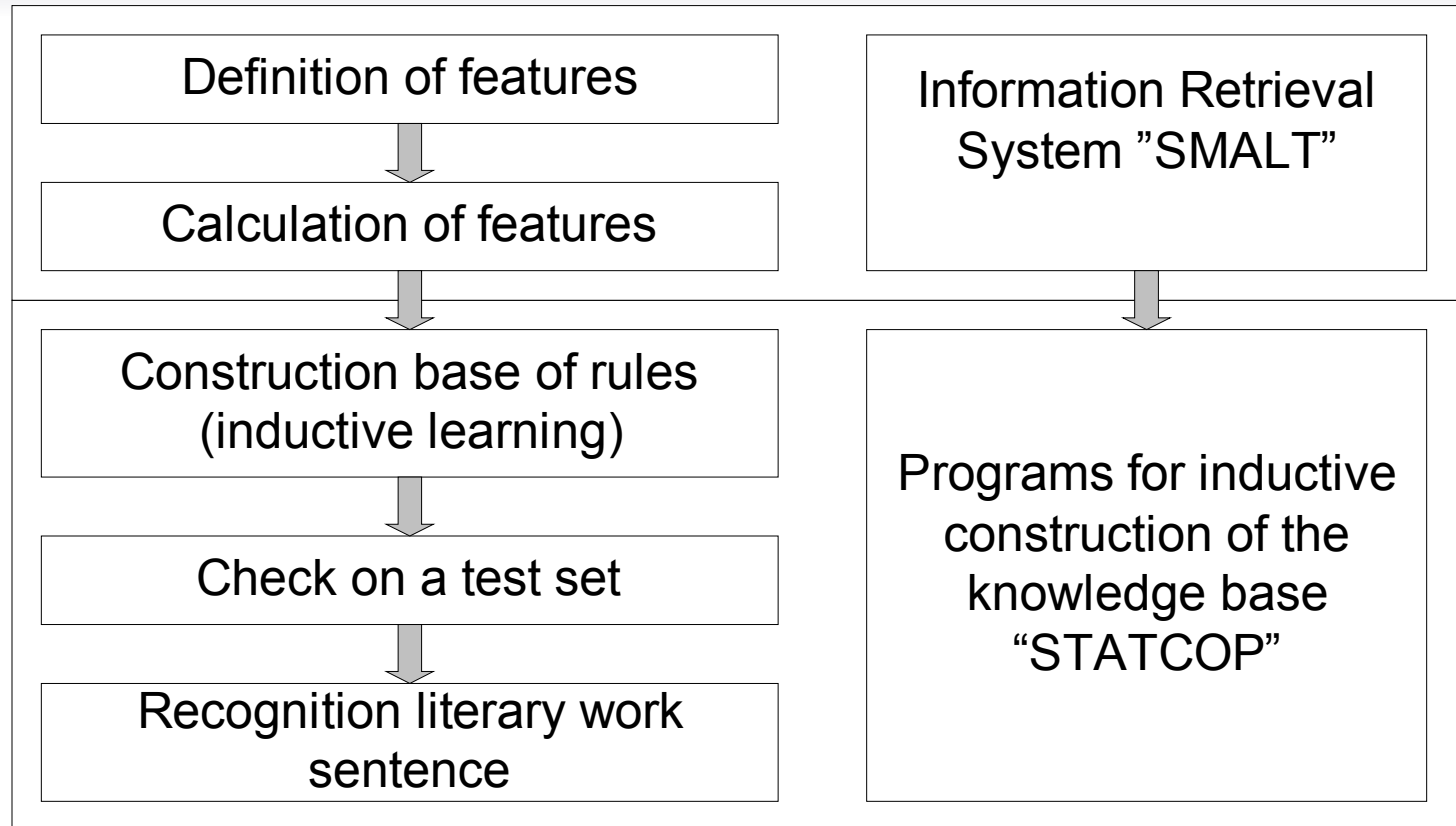 Definition of features
Calculation of features
Construction base of rules
(inductive learning)
Check on a test set
Recognition literary work
sentence
Information Retrieval
System ”SMALT”
Programs for inductive
construction of the
knowledge base
“STATCOP”